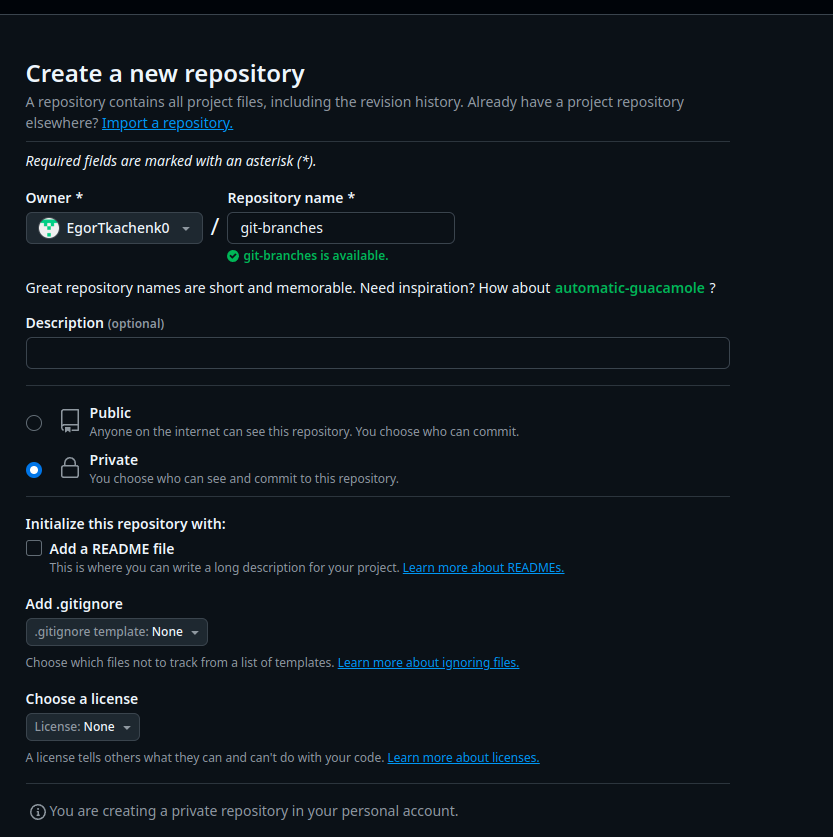 Create a new repository
A repository contains all project files, including the revision history. Already have a project repository
elsewhere? Import a repository.
Required fields are marked with an asterisk (*).
Owner * Repository name *
EgorTkachenk0 / git-branches
git-branches is available.
Great repository names are short and memorable. Need inspiration? How about automatic-guacamole ?
Description (optional)
Public
Anyone on the internet can see this repository. You choose who can commit.
Private
You choose who can see and commit to this repository.
Initialize this repository with:
Add a README file
This is where you can write a long description for your project. Learn more about READMEs.
Add .gitignore
.gitignore template: None
Choose which files not to track from a list of templates. Learn more about ignoring files.
Choose a license
License: None
A license tells others what they can and can't do with your code. Learn more about licenses.
You are creating a private repository in your personal account.